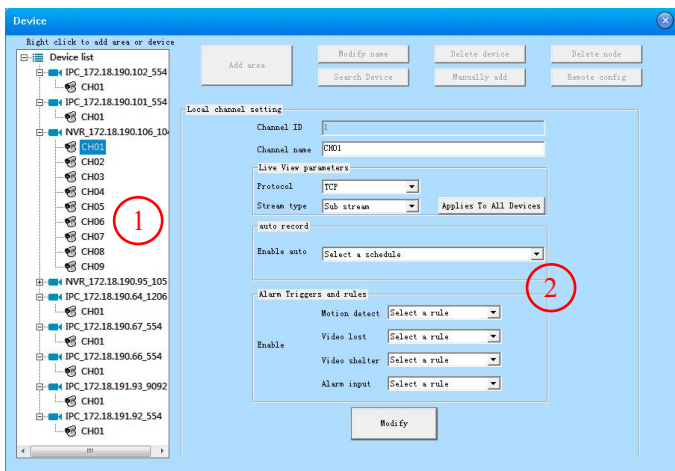 Device
Right click to add area or device
Device list
IPC_172.18.190.102_554
CH01
IPC_172.18.190.101_554
CH01
NVR_172.18.190.106_10
CH01
CH02
CH03
CH04
CH05
CH06
CH07
CH08
CH09
NVR_172.18.190.95_105
IPC_172.18.190.64_1206
CH01
IPC_172.18.190.67_554
CH01
IPC_172.18.190.66_554
CH01
IPC_172.18.191.93_9092
CH01
IPC_172.18.191.92_554
CH01
1
Add area
Modify name
Delete device
Delete node
Search Device
Manually add
Remote config
Local channel setting
Channel ID 1
Channel name CH01
Live View parameters
Protocol TCP
Stream type Sub stream Applies To All Devices
auto record
Enable auto Select a schedule
2
Alarm Triggers and rules
Enable
Motion detect Select a rule
Video lost Select a rule
Video shelter Select a rule
Alarm input Select a rule
Modify